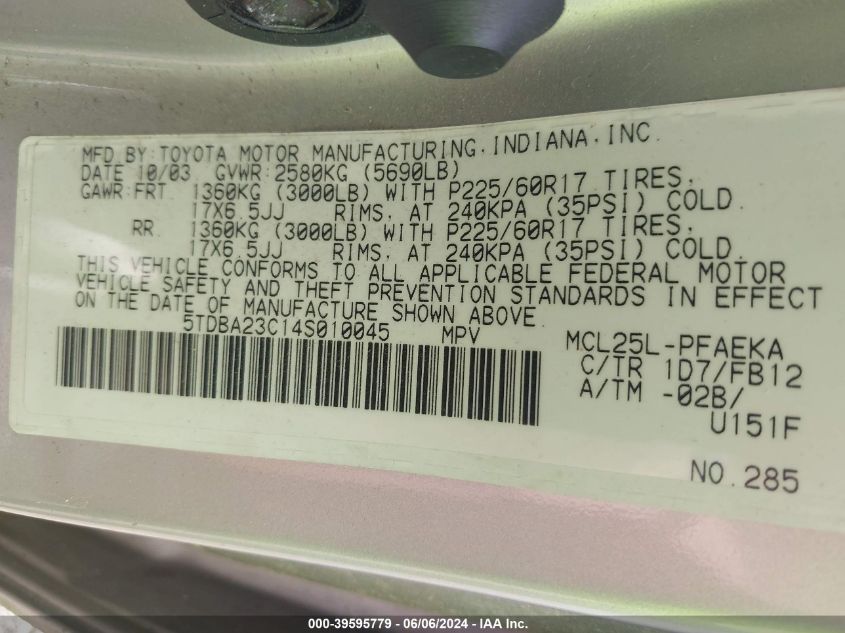 MFD. BY: TOYOTA MOTOR MANUFACTURING, INDIANA, INC.
DATE 10/03 GVWR: 2580KG (5690LB)
GAWR: FRT 1360KG (3000LB) WITH P225/60R17 TIRES,
17X6.5JJ RIMS, AT 240KPA (35PSI) COLD.
RR 1360KG (3000LB) WITH P225/60R17 TIRES,
17X6.5JJ RIMS, AT 240KPA (35PSI) COLD.
THIS VEHICLE CONFORMS TO ALL APPLICABLE FEDERAL MOTOR
VEHICLE SAFETY AND THEFT PREVENTION STANDARDS IN EFFECT
ON THE DATE OF MANUFACTURE SHOWN ABOVE.
5TDBA23C14S010045 MPV
MCL25L-PFAEKA
C/TR 1D7/FB12
A/TM -02B/
U151F
NO. 285
000-39595779 - 06/06/2024 - IAA Inc.